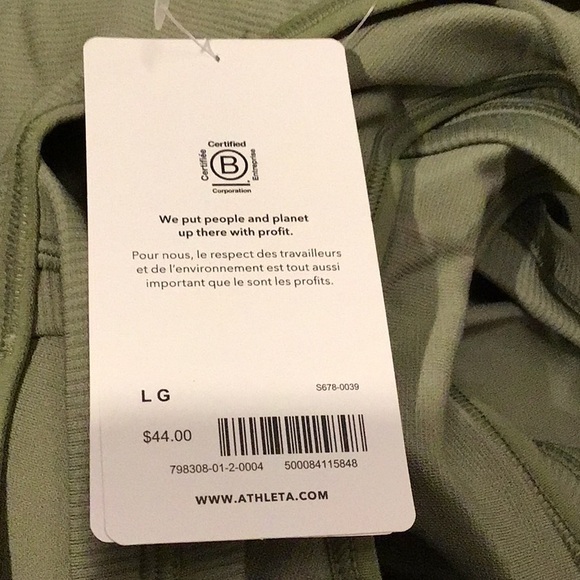 Certified
Certifiée
B
Entreprise
Corporation
We put people and planet
up there with profit.
Pour nous, le respect des travailleurs
et de l'environnement est tout aussi
important que le sont les profits.
S678-0039
L G
$44.00
798308-01-2-0004 500084115848
WWW.ATHLETA.COM